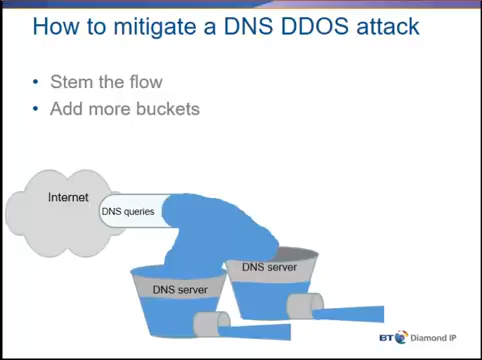 How to mitigate a DNS DDOS attack
• Stem the flow
• Add more buckets
Internet
DNS queries
DNS server
DNS server
BT Diamond IP